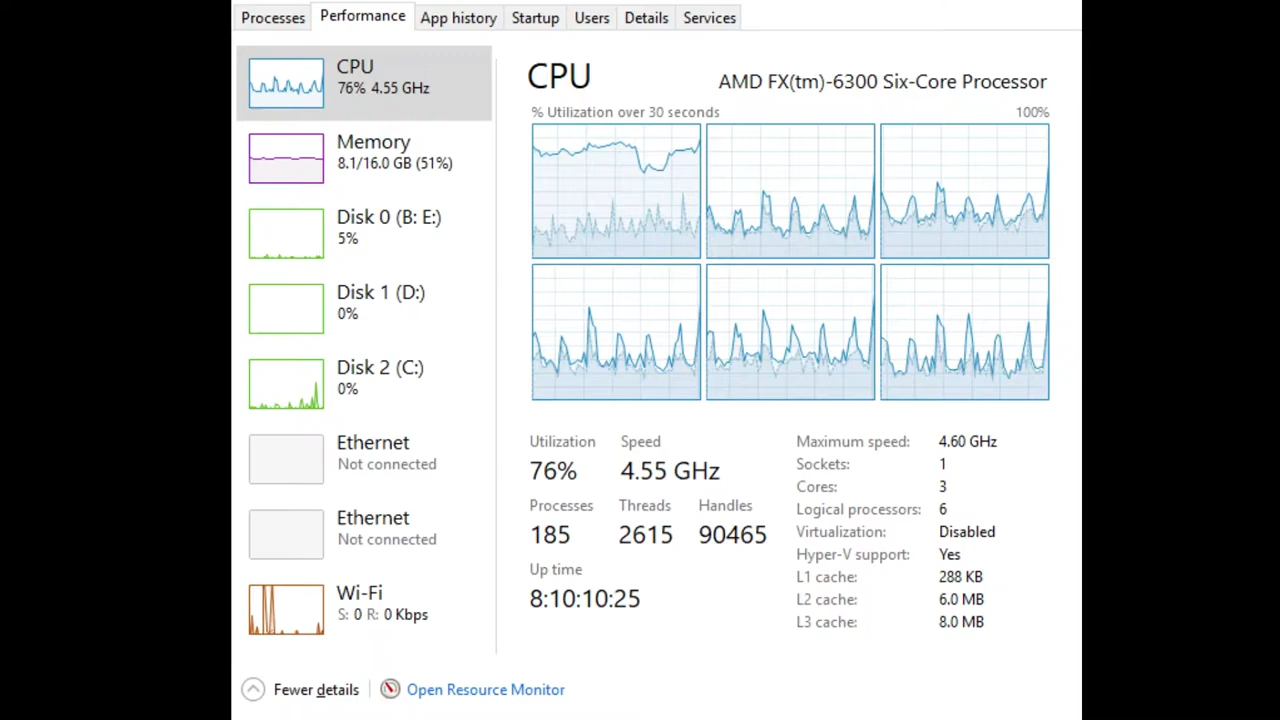 Processes Performance App history Startup Users Details Services
CPU
76% 4.55 GHz
Memory
8.1/16.0 GB (51%)
Disk 0 (B: E:)
5%
Disk 1 (D:)
0%
Disk 2 (C:)
0%
Ethernet
Not connected
Ethernet
Not connected
Wi-Fi
S: 0 R: 0 Kbps
CPU AMD FX(tm)-6300 Six-Core Processor
% Utilization over 30 seconds 100%
Utilization Speed
76% 4.55 GHz
Processes Threads Handles
185 2615 90465
Up time
8:10:10:25
Maximum speed: 4.60 GHz
Sockets: 1
Cores: 3
Logical processors: 6
Virtualization: Disabled
Hyper-V support: Yes
L1 cache: 288 KB
L2 cache: 6.0 MB
L3 cache: 8.0 MB
Fewer details Open Resource Monitor